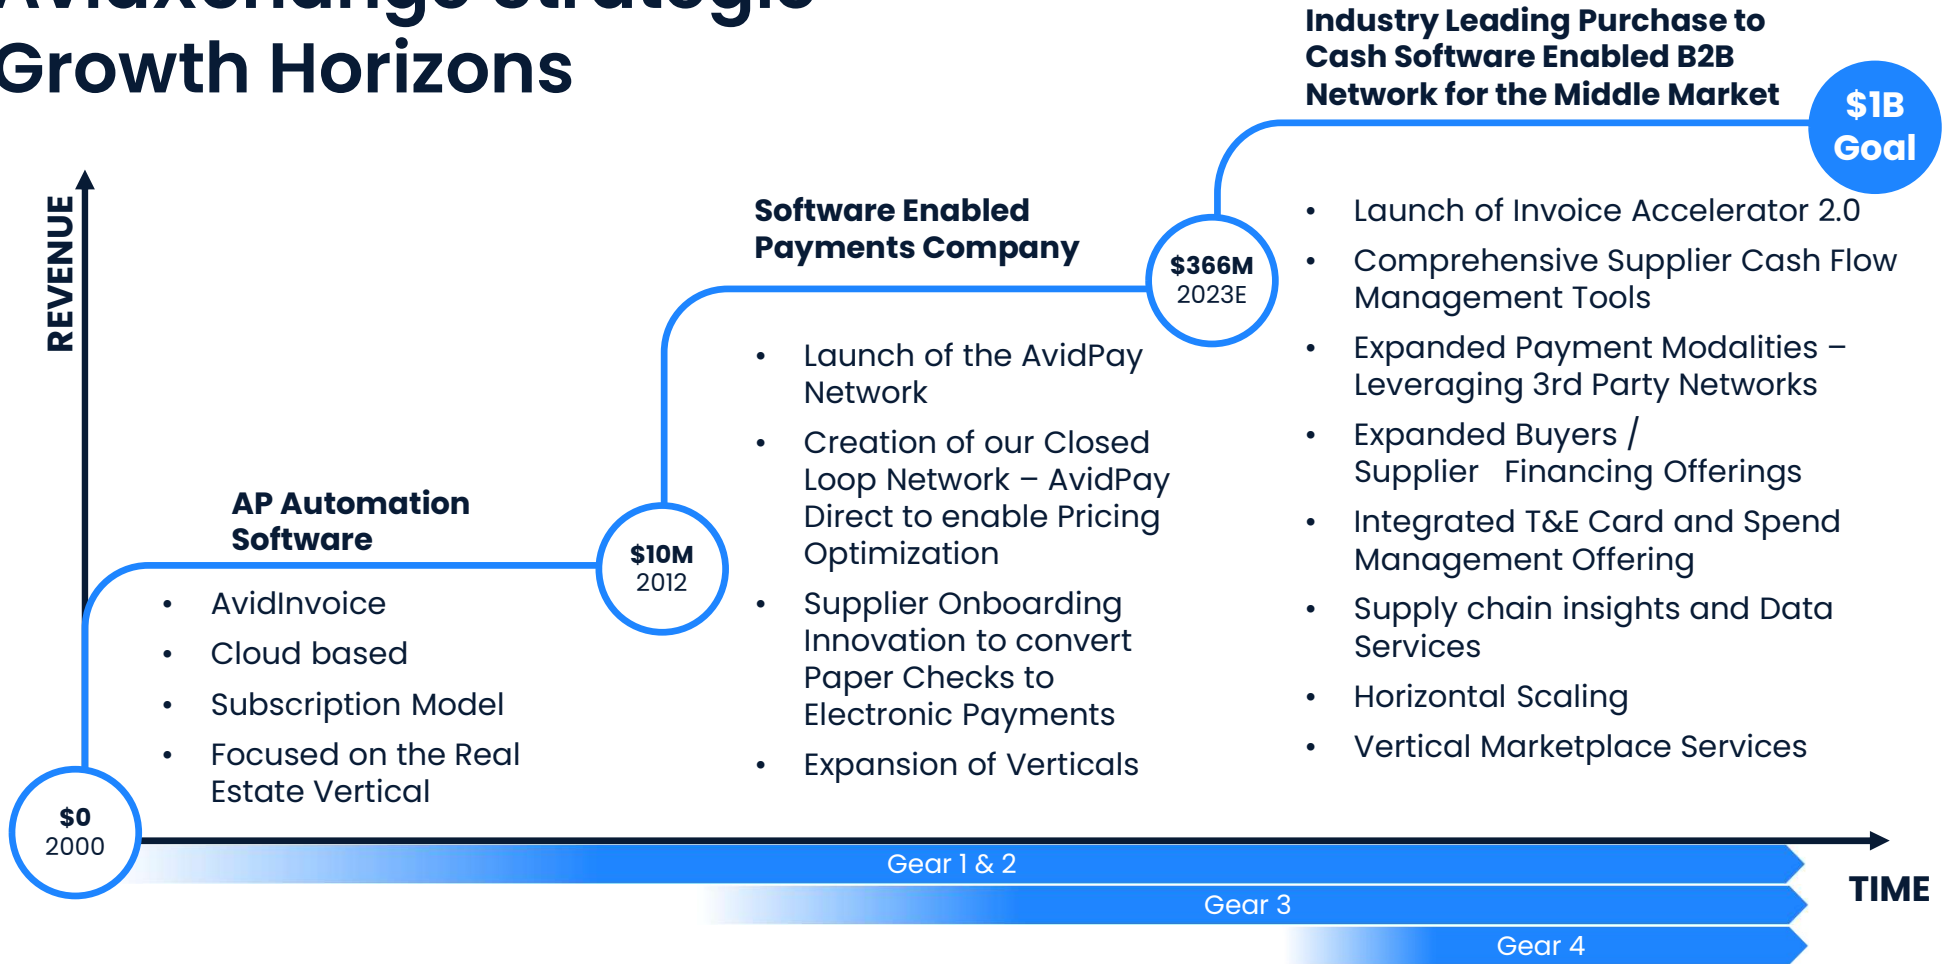 AvidXchange Strategic
Growth Horizons
Industry Leading Purchase to
Cash Software Enabled B2B
Network for the Middle Market
$1B
Goal
REVENUE
Software Enabled
Payments Company
$366M
2023E
• Launch of Invoice Accelerator 2.0
• Comprehensive Supplier Cash Flow
Management Tools
• Expanded Payment Modalities –
Leveraging 3rd Party Networks
• Expanded Buyers /
Supplier Financing Offerings
• Integrated T&E Card and Spend
Management Offering
• Supply chain insights and Data
Services
• Horizontal Scaling
• Vertical Marketplace Services
• Launch of the AvidPay
Network
• Creation of our Closed
Loop Network – AvidPay
Direct to enable Pricing
Optimization
• Supplier Onboarding
Innovation to convert
Paper Checks to
Electronic Payments
• Expansion of Verticals
AP Automation
Software
$10M
2012
• AvidInvoice
• Cloud based
• Subscription Model
• Focused on the Real
Estate Vertical
$0
2000
Gear 1 & 2
Gear 3
Gear 4
TIME